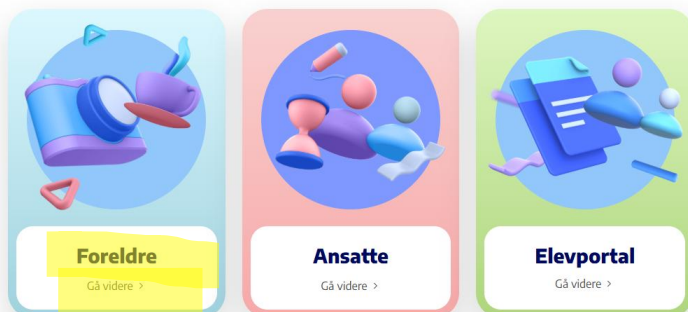 Foreldre
Gå videre >
Ansatte
Gå videre >
Elevportal
Gå videre >